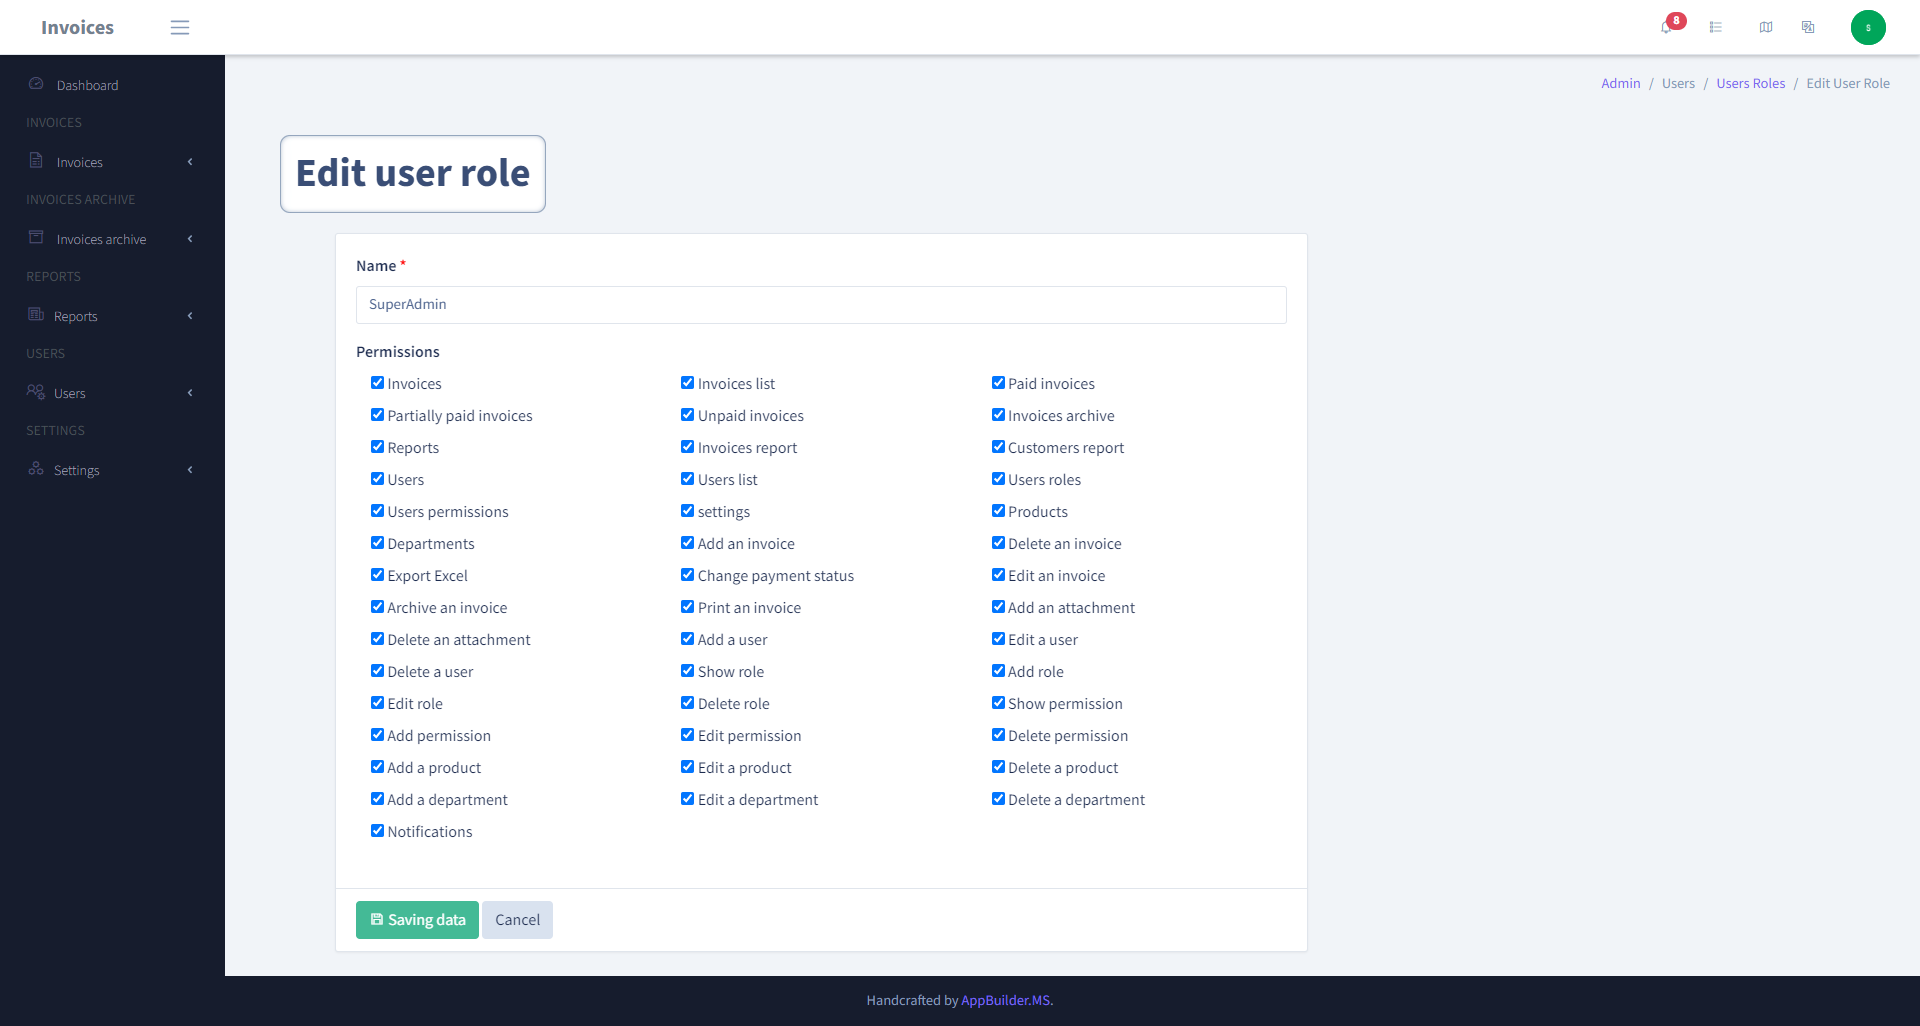 Invoices
8
S
Dashboard
INVOICES
Invoices
INVOICES ARCHIVE
Invoices archive
REPORTS
Reports
USERS
Users
SETTINGS
Settings
Admin / Users / Users Roles / Edit User Role
Edit user role
Name *
SuperAdmin
Permissions
Invoices Invoices list Paid invoices
Partially paid invoices Unpaid invoices Invoices archive
Reports Invoices report Customers report
Users Users list Users roles
Users permissions settings Products
Departments Add an invoice Delete an invoice
Export Excel Change payment status Edit an invoice
Archive an invoice Print an invoice Add an attachment
Delete an attachment Add a user Edit a user
Delete a user Show role Add role
Edit role Delete role Show permission
Add permission Edit permission Delete permission
Add a product Edit a product Delete a product
Add a department Edit a department Delete a department
Notifications
Saving data Cancel
Handcrafted by AppBuilder.MS.